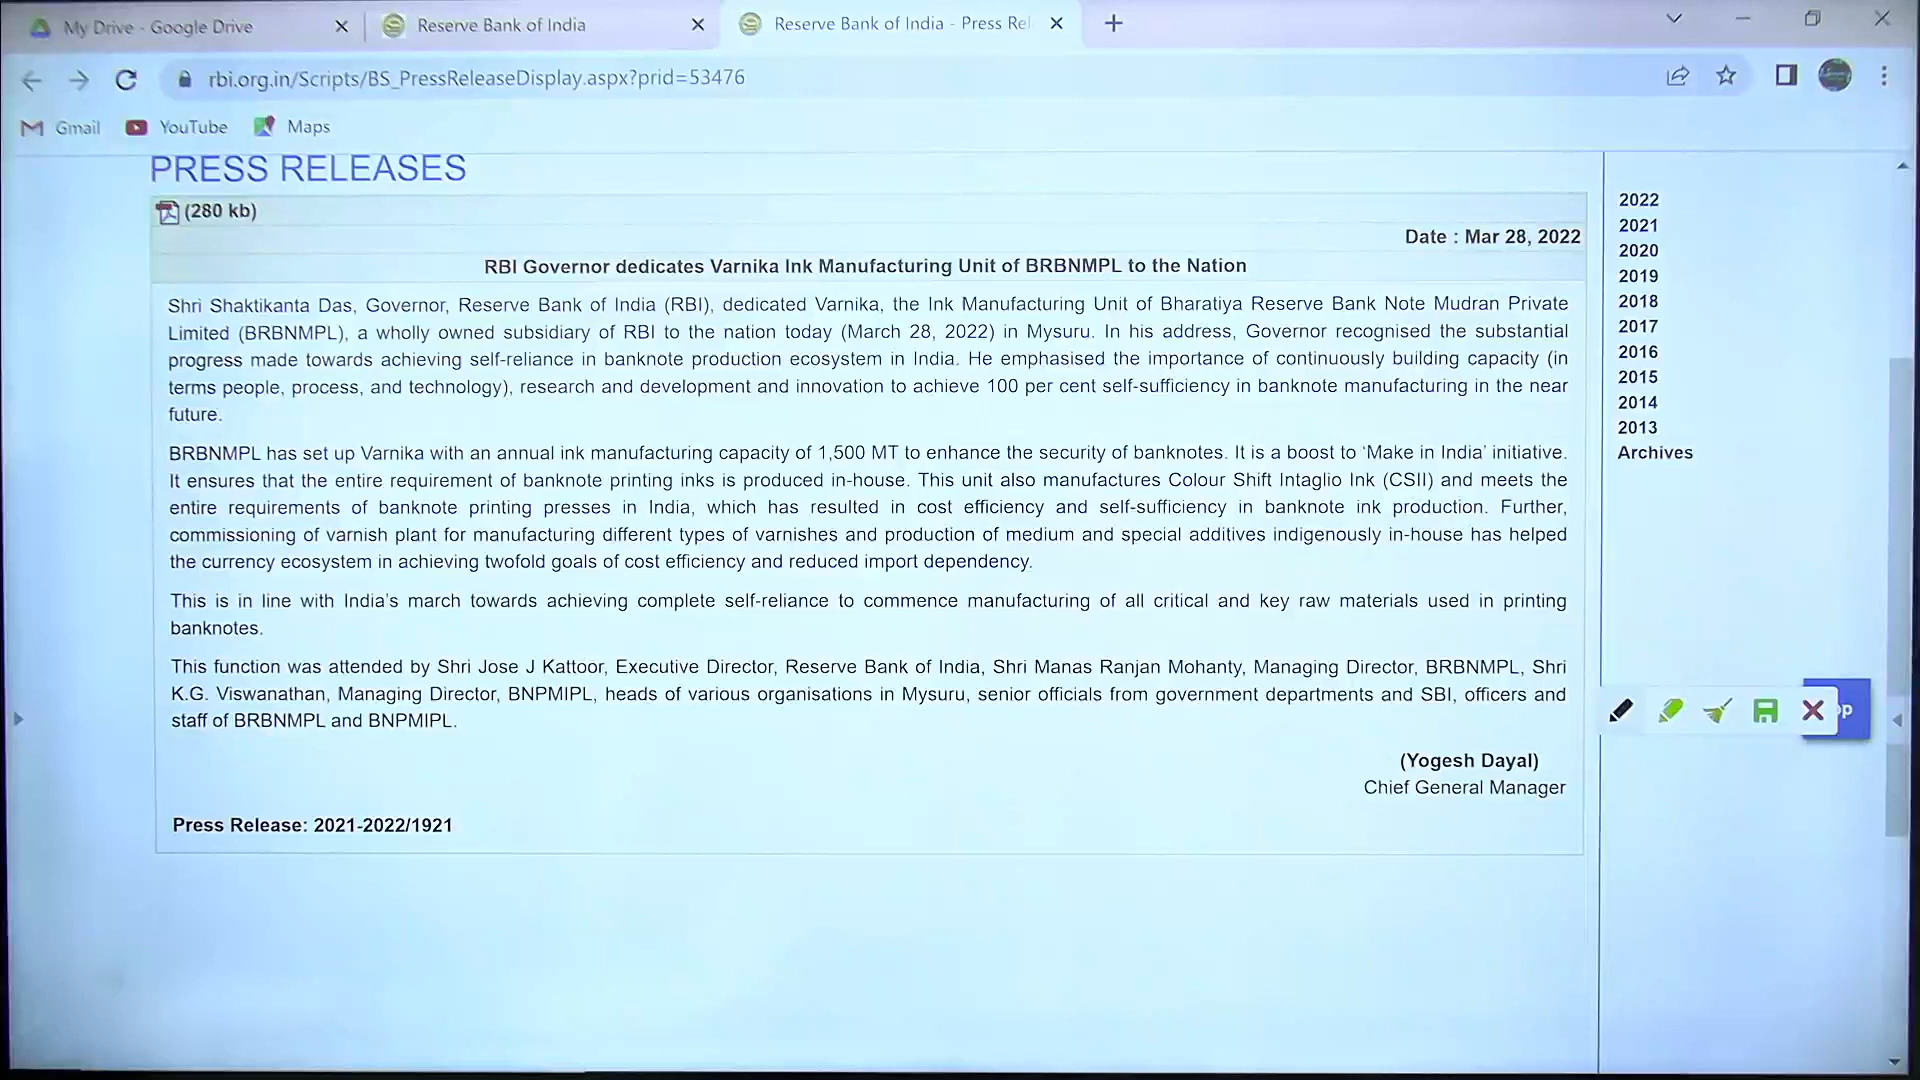 My Drive - Google Drive
Reserve Bank of India
Reserve Bank of India - Press Rel
rbi.org.in/Scripts/BS_PressReleaseDisplay.aspx?prid=53476
Gmail
YouTube
Maps
PRESS RELEASES
(280 kb)
Date : Mar 28, 2022
RBI Governor dedicates Varnika Ink Manufacturing Unit of BRBNMPL to the Nation
Shri Shaktikanta Das, Governor, Reserve Bank of India (RBI), dedicated Varnika, the Ink Manufacturing Unit of Bharatiya Reserve Bank Note Mudran Private
Limited (BRBNMPL), a wholly owned subsidiary of RBI to the nation today (March 28, 2022) in Mysuru. In his address, Governor recognised the substantial
progress made towards achieving self-reliance in banknote production ecosystem in India. He emphasised the importance of continuously building capacity (in
terms people, process, and technology), research and development and innovation to achieve 100 per cent self-sufficiency in banknote manufacturing in the near
future.
BRBNMPL has set up Varnika with an annual ink manufacturing capacity of 1,500 MT to enhance the security of banknotes. It is a boost to ‘Make in India’ initiative.
It ensures that the entire requirement of banknote printing inks is produced in-house. This unit also manufactures Colour Shift Intaglio Ink (CSII) and meets the
entire requirements of banknote printing presses in India, which has resulted in cost efficiency and self-sufficiency in banknote ink production. Further,
commissioning of varnish plant for manufacturing different types of varnishes and production of medium and special additives indigenously in-house has helped
the currency ecosystem in achieving twofold goals of cost efficiency and reduced import dependency.
This is in line with India’s march towards achieving complete self-reliance to commence manufacturing of all critical and key raw materials used in printing
banknotes.
This function was attended by Shri Jose J Kattoor, Executive Director, Reserve Bank of India, Shri Manas Ranjan Mohanty, Managing Director, BRBNMPL, Shri
K.G. Viswanathan, Managing Director, BNPMIPL, heads of various organisations in Mysuru, senior officials from government departments and SBI, officers and
staff of BRBNMPL and BNPMIPL.
(Yogesh Dayal)
Chief General Manager
Press Release: 2021-2022/1921
2022
2021
2020
2019
2018
2017
2016
2015
2014
2013
Archives